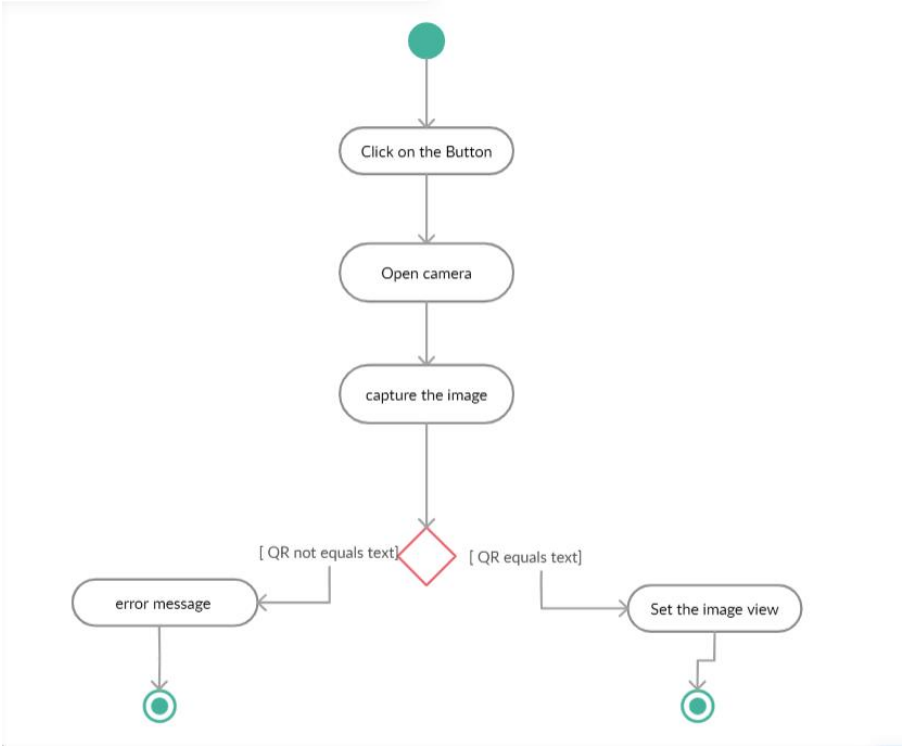 Click on the Button
Open camera
capture the image
[ QR not equals text]
[ QR equals text]
error message
Set the image view